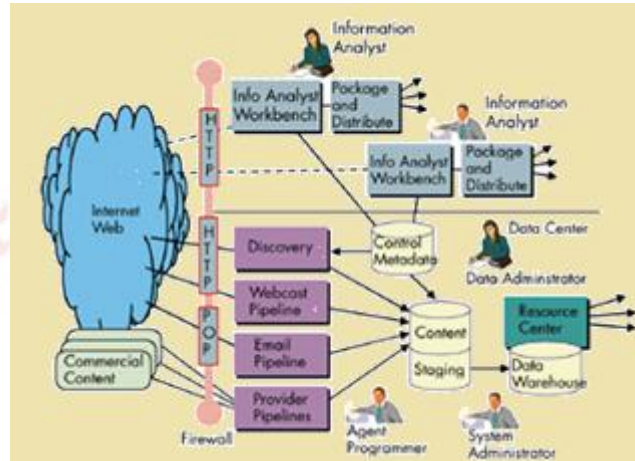 Information
Analyst
Info Analyst
Workbench
Package
and
Distribute
Information
Analyst
HTTP
Info Analyst
Workbench
Package
and
Distribute
Internet
Web
HTTP
Discovery
Control
Metadata
Data Center
Data Adminstrator
Webcast
Pipeline
POP
Content
Resource
Center
Email
Pipeline
Commercial
Content
Staging
Data
Warehouse
Provider
Pipelines
Firewall
Agent
Programmer
System
Administrator